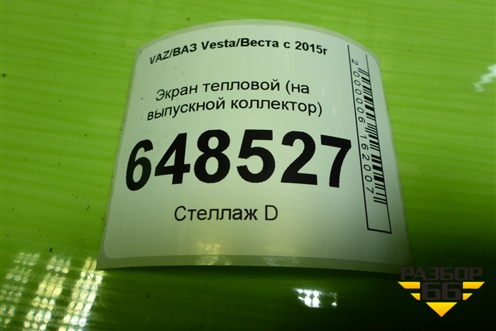 VAZ/ВАЗ Vesta/Веста с 2015г
Экран тепловой (на
выпускной коллектор)
648527
Стеллаж D
2000006162007
РАЗБОР
66